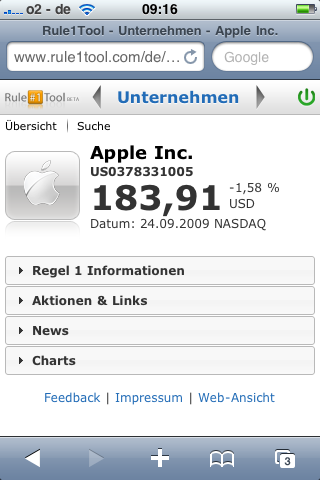 o2 - de 09:16
Rule1Tool - Unternehmen - Apple Inc.
www.rule1tool.com/de/... Google
Rule #1 Tool BETA Unternehmen
Übersicht | Suche
Apple Inc.
US0378331005
183,91 -1,58 %
USD
Datum: 24.09.2009 NASDAQ
Regel 1 Informationen
Aktionen & Links
News
Charts
Feedback | Impressum | Web-Ansicht
3